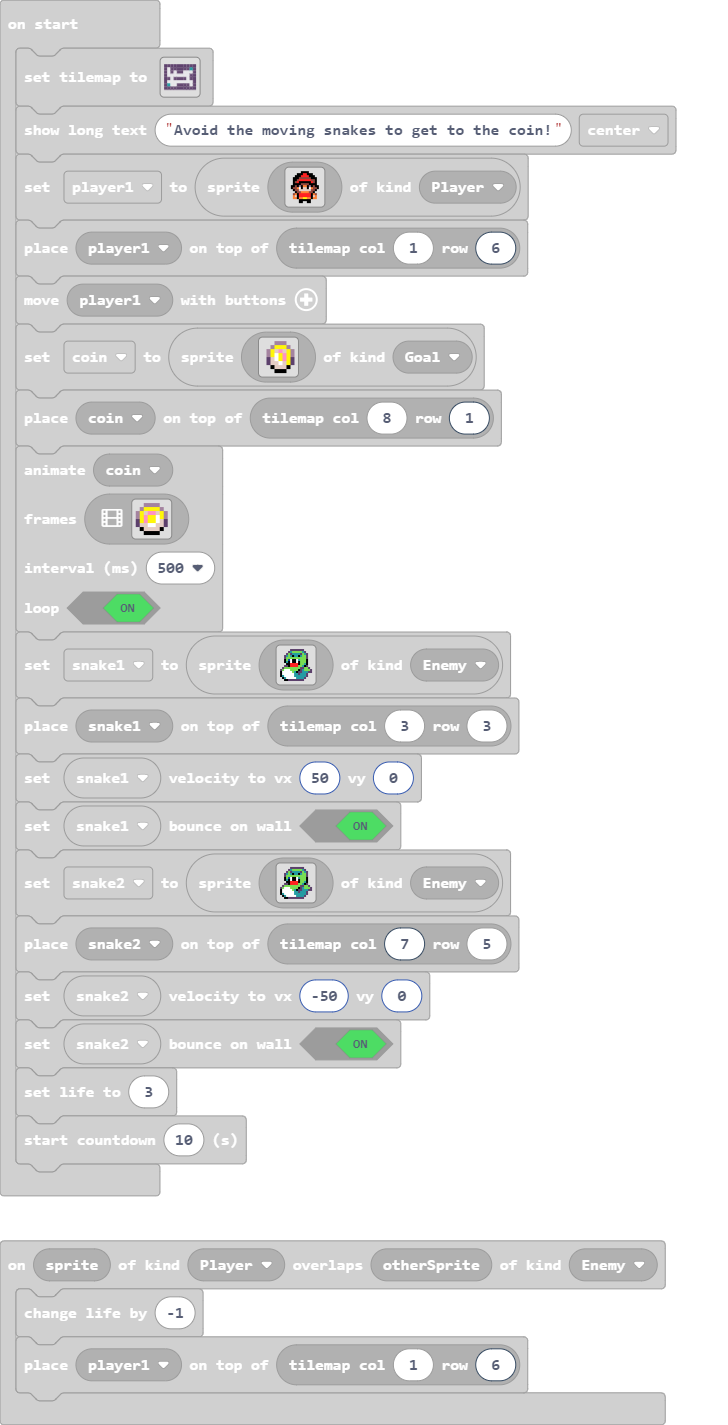 on start
set tilemap to
show long text "Avoid the moving snakes to get to the coin!" center
set player1 to sprite of kind Player
place player1 on top of tilemap col 1 row 6
move player1 with buttons
set coin to sprite of kind Goal
place coin on top of tilemap col 8 row 1
animate coin
frames
interval (ms) 500
loop ON
set snake1 to sprite of kind Enemy
place snake1 on top of tilemap col 3 row 3
set snake1 velocity to vx 50 vy 0
set snake1 bounce on wall ON
set snake2 to sprite of kind Enemy
place snake2 on top of tilemap col 7 row 5
set snake2 velocity to vx -50 vy 0
set snake2 bounce on wall ON
set life to 3
start countdown 10 (s)
on sprite of kind Player overlaps otherSprite of kind Enemy
change life by -1
place player1 on top of tilemap col 1 row 6